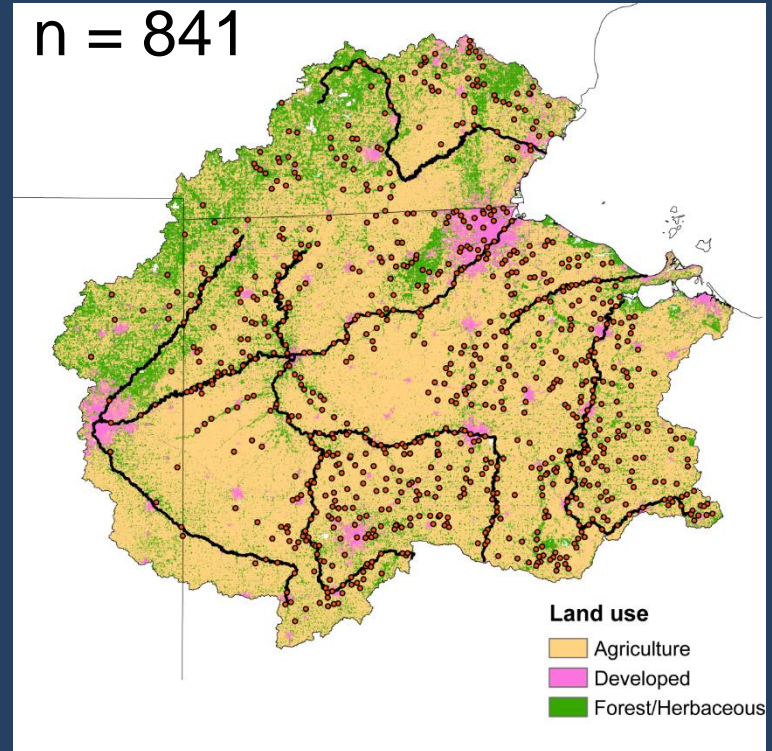 n = 841
Land use
Agriculture
Developed
Forest/Herbaceous